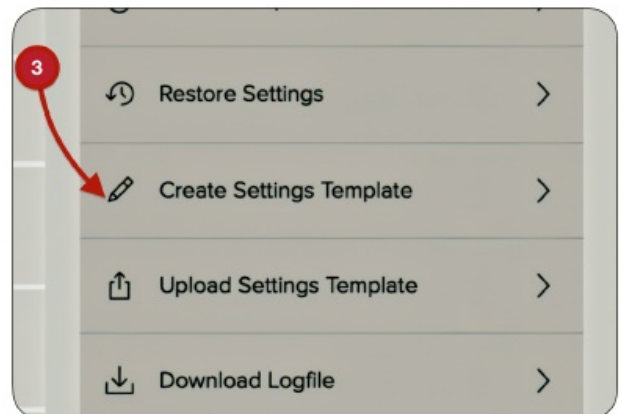 3
Restore Settings
Create Settings Template
Upload Settings Template
Download Logfile